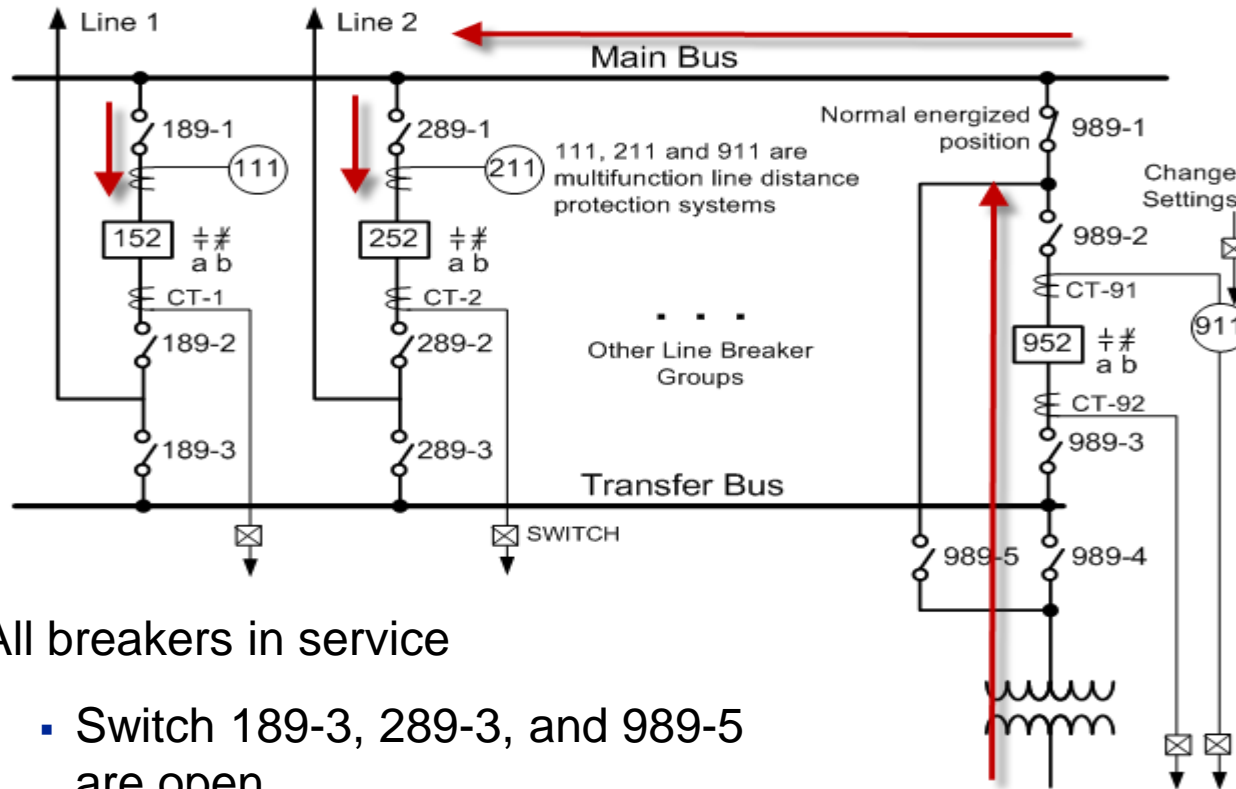 Line 1
Line 2
Main Bus
189-1
289-1
Normal energized
position
989-1
111
211
111, 211 and 911 are
multifunction line distance
protection systems
Change
Settings
152
a b
252
a b
989-2
CT-91
CT-1
CT-2
911
952
a b
189-2
289-2
Other Line Breaker
Groups
CT-92
189-3
289-3
989-3
Transfer Bus
SWITCH
989-5
989-4
All breakers in service
▪ Switch 189-3, 289-3, and 989-5
are open